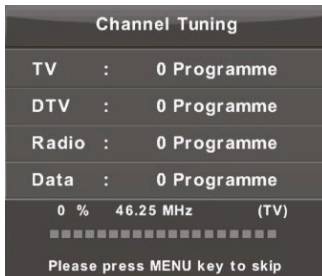 Channel Tuning
TV : 0 Programme
DTV : 0 Programme
Radio : 0 Programme
Data : 0 Programme
0 % 46.25 MHz (TV)
Please press MENU key to skip